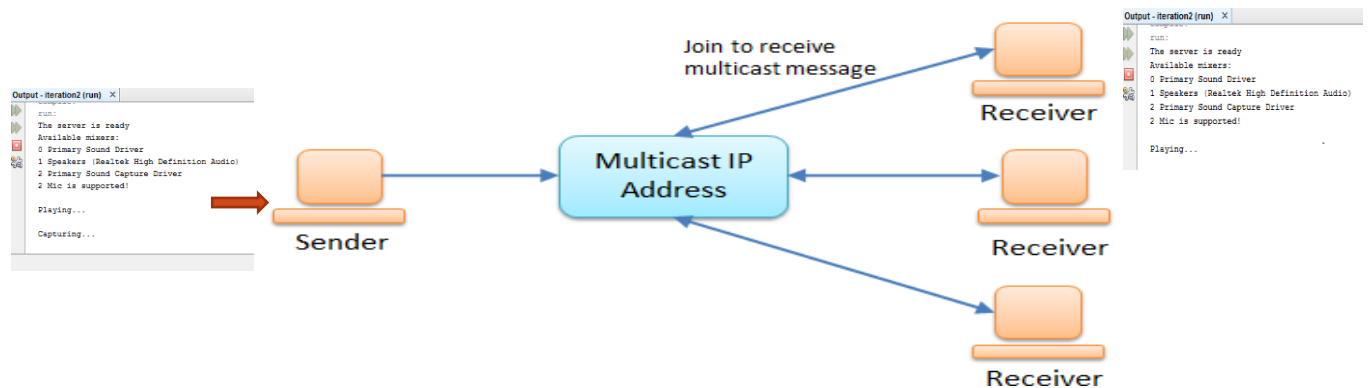 Output - iteration2 (run) X
run:
The server is ready
Available mixers:
0 Primary Sound Driver
1 Speakers (Realtek High Definition Audio)
2 Primary Sound Capture Driver
2 Mic is supported!
Playing...
Capturing...
Sender
Join to receive
multicast message
Multicast IP
Address
Receiver
Receiver
Receiver
Output - iteration2 (run) X
run:
The server is ready
Available mixers:
0 Primary Sound Driver
1 Speakers (Realtek High Definition Audio)
2 Primary Sound Capture Driver
2 Mic is supported!
Playing...